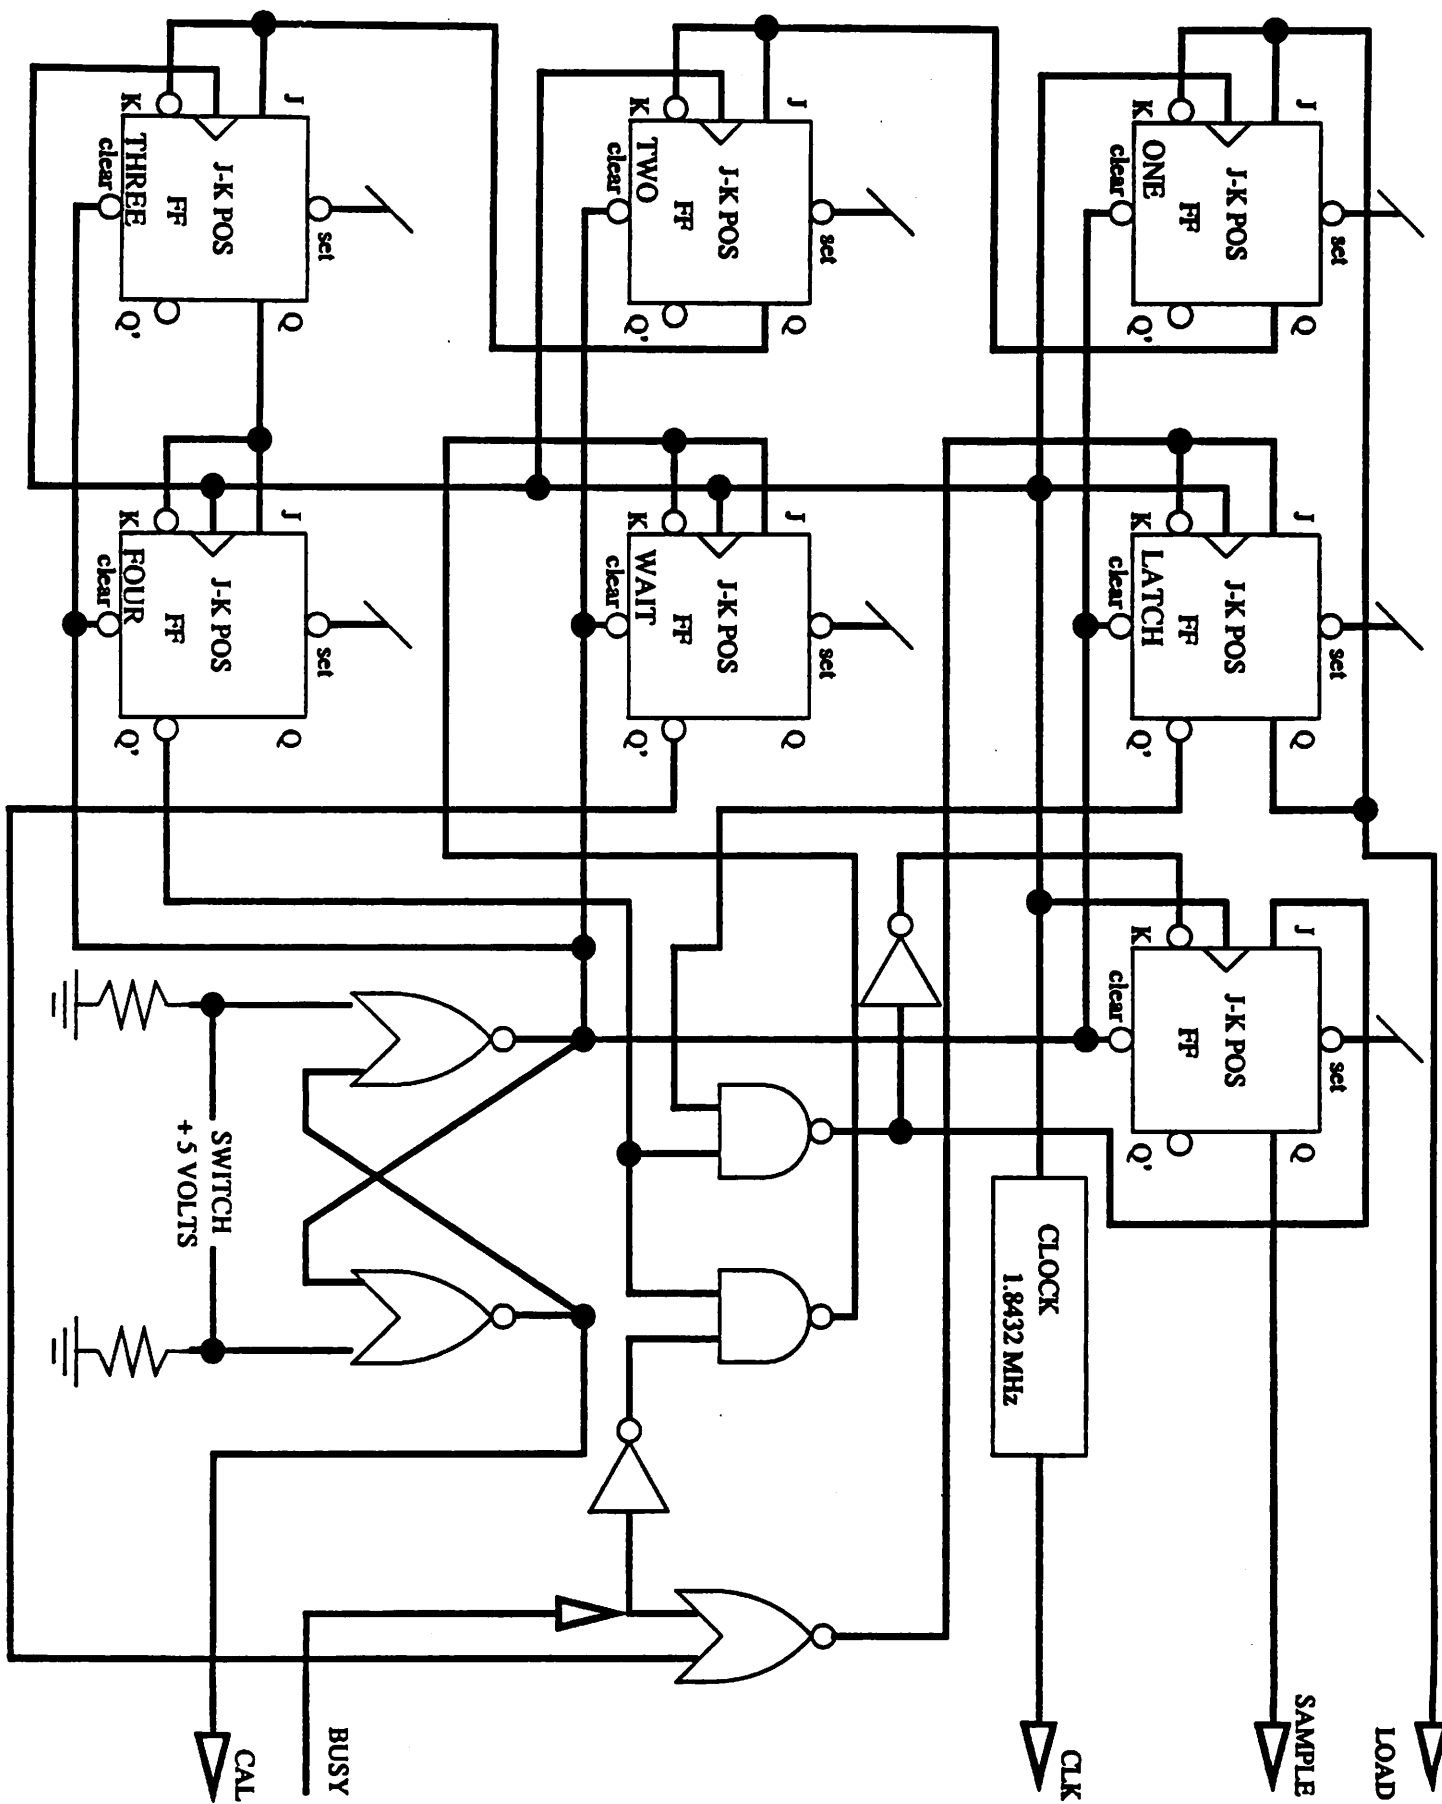 LOAD
SAMPLE
CLK
BUSY
CAL
J
K
clear
set
Q
Q'
ONE
J-K POS
FF
J
K
clear
set
Q
Q'
LATCH
J-K POS
FF
J
K
clear
set
Q
Q'
J-K POS
FF
J
K
clear
set
Q
Q'
TWO
J-K POS
FF
J
K
clear
set
Q
Q'
WAIT
J-K POS
FF
CLOCK
1.8432 MHz
J
K
clear
set
Q
Q'
THREE
J-K POS
FF
J
K
clear
set
Q
Q'
FOUR
J-K POS
FF
SWITCH
+ 5 VOLTS